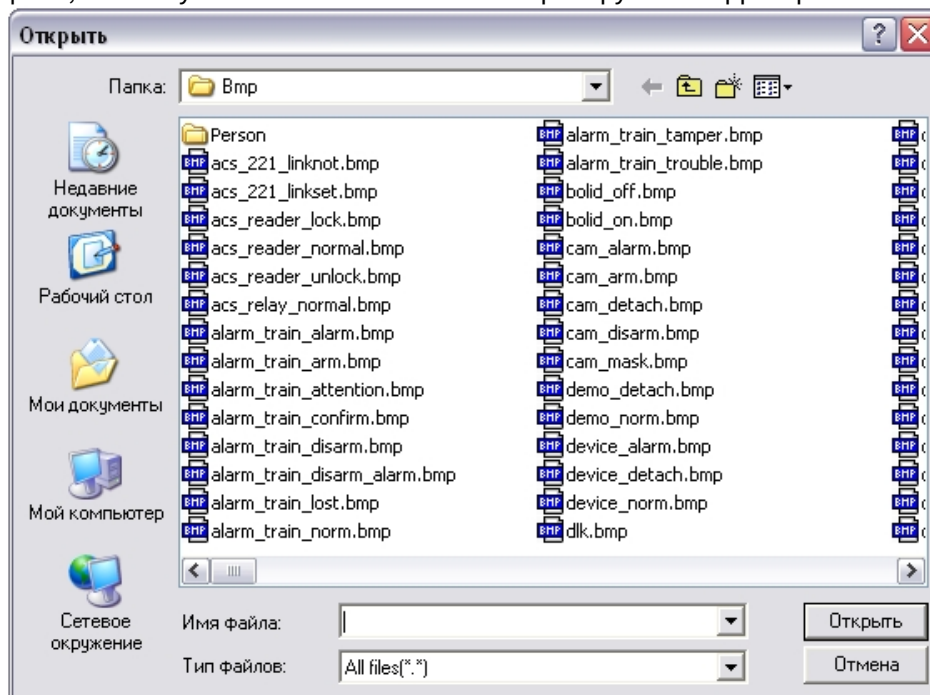 Открыть
Папка:
Bmp
Недавние
документы
Рабочий стол
Мои документы
Мой компьютер
Сетевое
окружение
Person
acs_221_linknot.bmp
acs_221_linkset.bmp
acs_reader_lock.bmp
acs_reader_normal.bmp
acs_reader_unlock.bmp
acs_relay_normal.bmp
alarm_train_alarm.bmp
alarm_train_arm.bmp
alarm_train_attention.bmp
alarm_train_confirm.bmp
alarm_train_disarm.bmp
alarm_train_disarm_alarm.bmp
alarm_train_lost.bmp
alarm_train_norm.bmp
alarm_train_tamper.bmp
alarm_train_trouble.bmp
bolid_off.bmp
bolid_on.bmp
cam_alarm.bmp
cam_arm.bmp
cam_detach.bmp
cam_disarm.bmp
cam_mask.bmp
demo_detach.bmp
demo_norm.bmp
device_alarm.bmp
device_detach.bmp
device_norm.bmp
dlk.bmp
Имя файла:
Открыть
Тип файлов:
All files(*.*)
Отмена